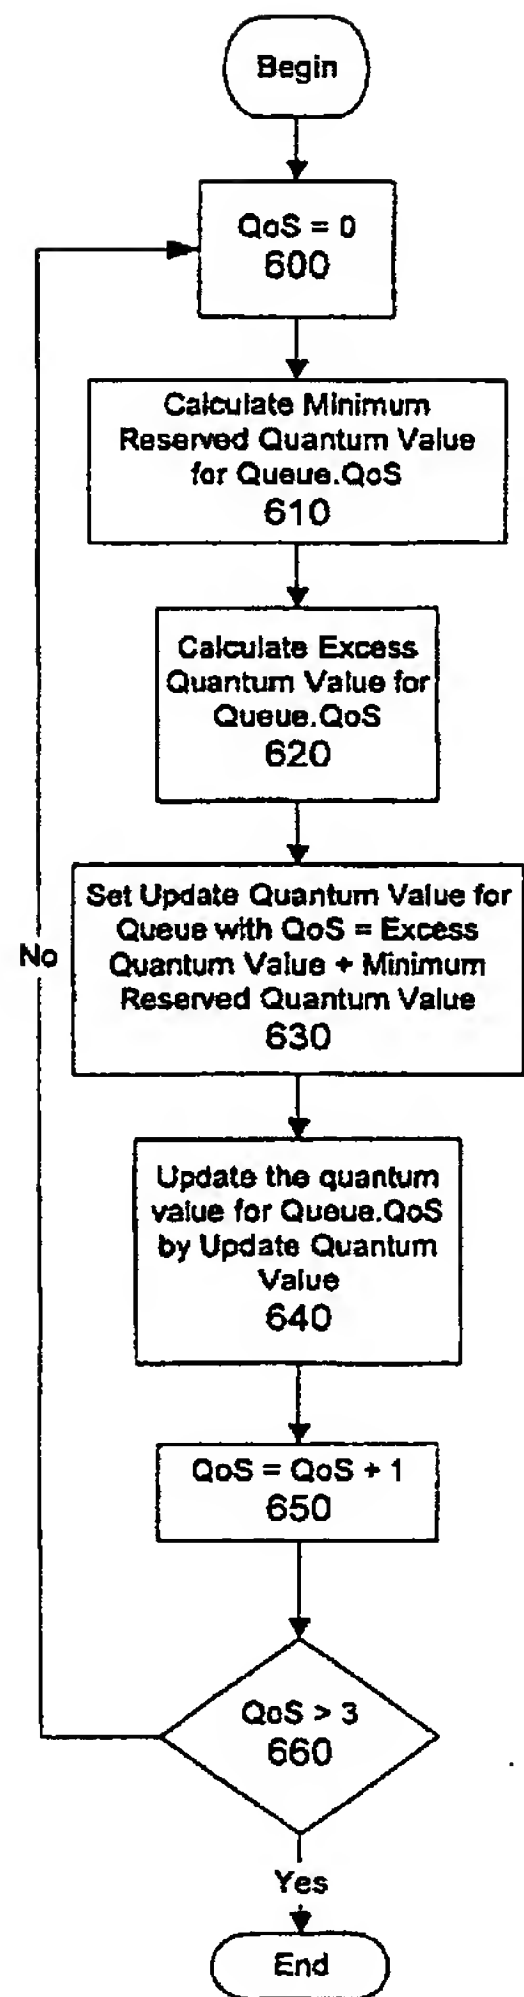 Begin
QoS = 0
600
Calculate Minimum
Reserved Quantum Value
for Queue.QoS
610
Calculate Excess
Quantum Value for
Queue.QoS
620
Set Update Quantum Value for
Queue with QoS = Excess
Quantum Value + Minimum
Reserved Quantum Value
630
No
Update the quantum
value for Queue.QoS
by Update Quantum
Value
640
QoS = QoS + 1
650
QoS > 3
660
Yes
End